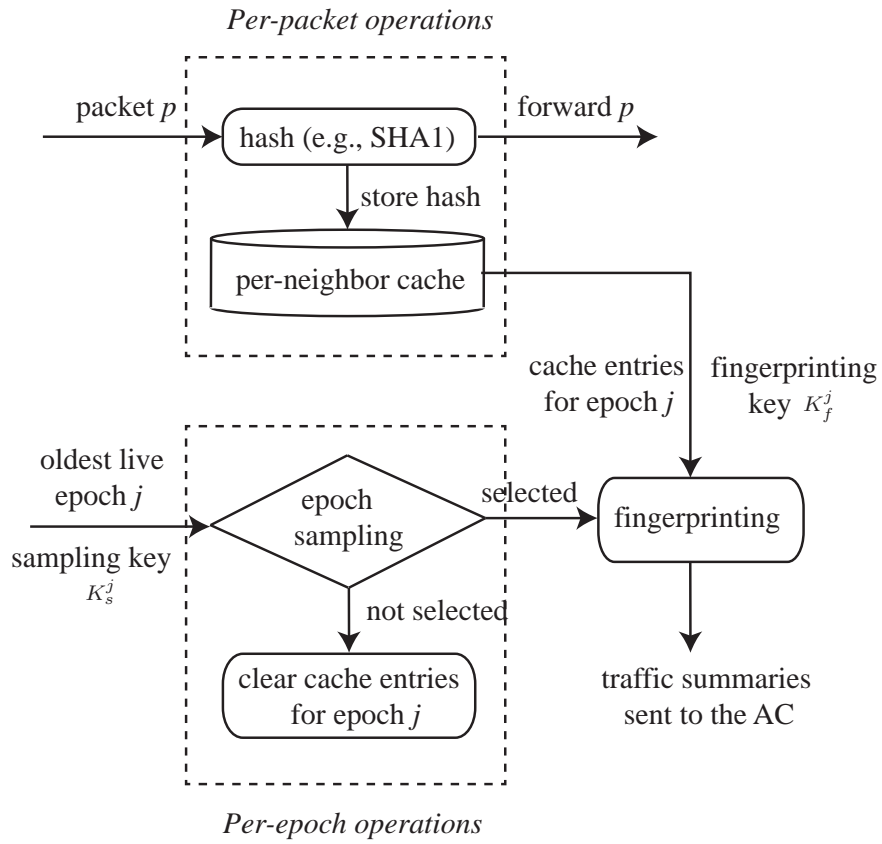 Per-packet operations
packet p
hash (e.g., SHA1)
forward p
store hash
per-neighbor cache
cache entries
for epoch j
fingerprinting
key K_f^j
oldest live
epoch j
sampling key
K_s^j
epoch
sampling
selected
fingerprinting
not selected
clear cache entries
for epoch j
traffic summaries
sent to the AC
Per-epoch operations